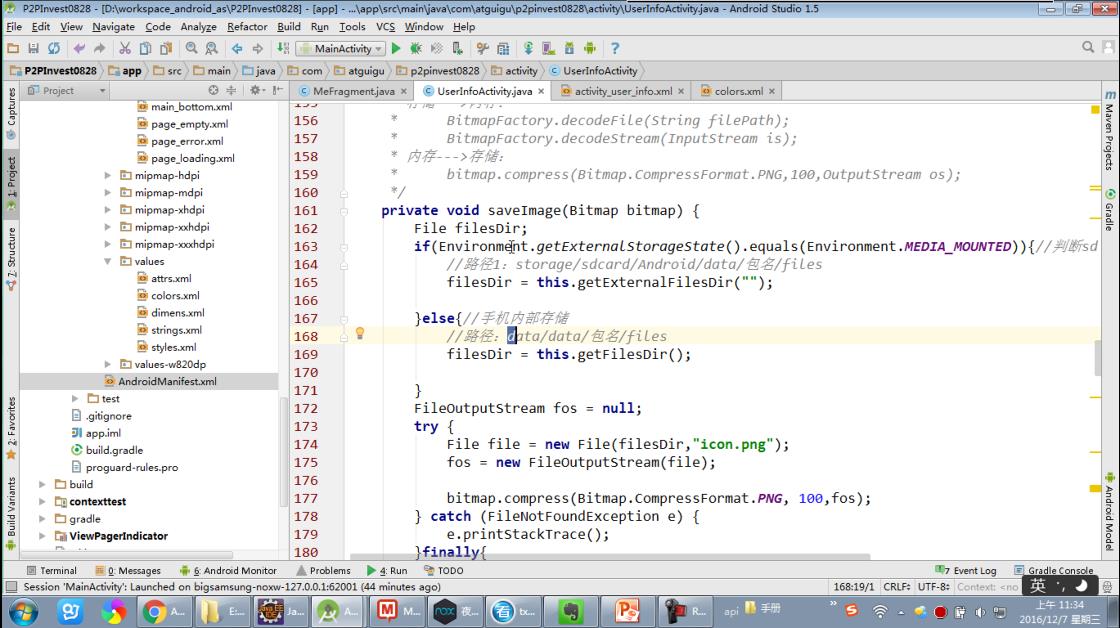 P2PInvest0828 - [D:\workspace_android_as\P2PInvest0828] - [app] - ...\app\src\main\java\com\atguigu\p2pinvest0828\activity\UserInfoActivity.java - Android Studio 1.5
File Edit View Navigate Code Analyze Refactor Build Run Tools VCS Window Help
MainActivity
P2PInvest0828 app src main java com atguigu p2pinvest0828 activity UserInfoActivity
Project
MeFragment.java UserInfoActivity.java activity_user_info.xml colors.xml
Captures
1: Project
7: Structure
2: Favorites
Build Variants
main_bottom.xml
page_empty.xml
page_error.xml
page_loading.xml
mipmap-hdpi
mipmap-mdpi
mipmap-xhdpi
mipmap-xxhdpi
mipmap-xxxhdpi
values
attrs.xml
colors.xml
dimens.xml
strings.xml
styles.xml
values-w820dp
AndroidManifest.xml
test
.gitignore
app.iml
build.gradle
proguard-rules.pro
build
contexttest
gradle
ViewPagerIndicator
156 * BitmapFactory.decodeFile(String filePath);
157 * BitmapFactory.decodeStream(InputStream is);
158 * 内存--->存储：
159 * bitmap.compress(Bitmap.CompressFormat.PNG,100,OutputStream os);
160 */
161 private void saveImage(Bitmap bitmap) {
162 File filesDir;
163 if(Environment.getExternalStorageState().equals(Environment.MEDIA_MOUNTED)){//判断sd
164 //路径1：storage/sdcard/Android/data/包名/files
165 filesDir = this.getExternalFilesDir("");
166
167 }else{//手机内部存储
168 //路径：data/data/包名/files
169 filesDir = this.getFilesDir();
170
171 }
172 FileOutputStream fos = null;
173 try {
174 File file = new File(filesDir,"icon.png");
175 fos = new FileOutputStream(file);
176
177 bitmap.compress(Bitmap.CompressFormat.PNG, 100,fos);
178 } catch (FileNotFoundException e) {
179 e.printStackTrace();
180 }finally{
Maven Projects
Gradle
Android Model
Terminal 0: Messages 6: Android Monitor Problems 4: Run TODO Event Log Gradle Console
Session 'MainActivity': Launched on bigsamsung-noxw-127.0.0.1:62001 (44 minutes ago) 168:19/1 CRLF: UTF-8: Context: <no
英
A... E:... Ja... A... M... 夜... tx... R... api 手册
上午 11:34
2016/12/7 星期三